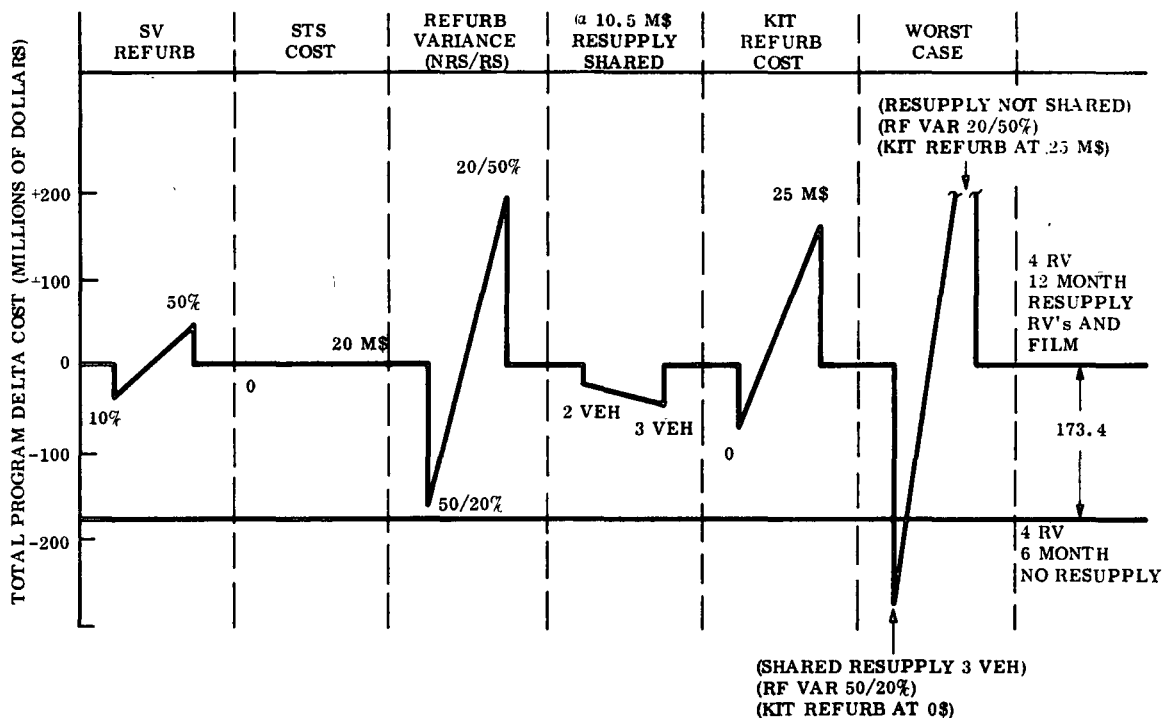 SV
REFURB
STS
COST
REFURB
VARIANCE
(NRS/RS)
@ 10.5 M$
RESUPPLY
SHARED
KIT
REFURB
COST
WORST
CASE
TOTAL PROGRAM DELTA COST (MILLIONS OF DOLLARS)
+200
+100
0
-100
-200
10%
50%
0
20 M$
20/50%
50/20%
2 VEH
3 VEH
25 M$
0
(RESUPPLY NOT SHARED)
(RF VAR 20/50%)
(KIT REFURB AT 25 M$)
4 RV
12 MONTH
RESUPPLY
RV's AND
FILM
173.4
4 RV
6 MONTH
NO RESUPPLY
(SHARED RESUPPLY 3 VEH)
(RF VAR 50/20%)
(KIT REFURB AT 0$)